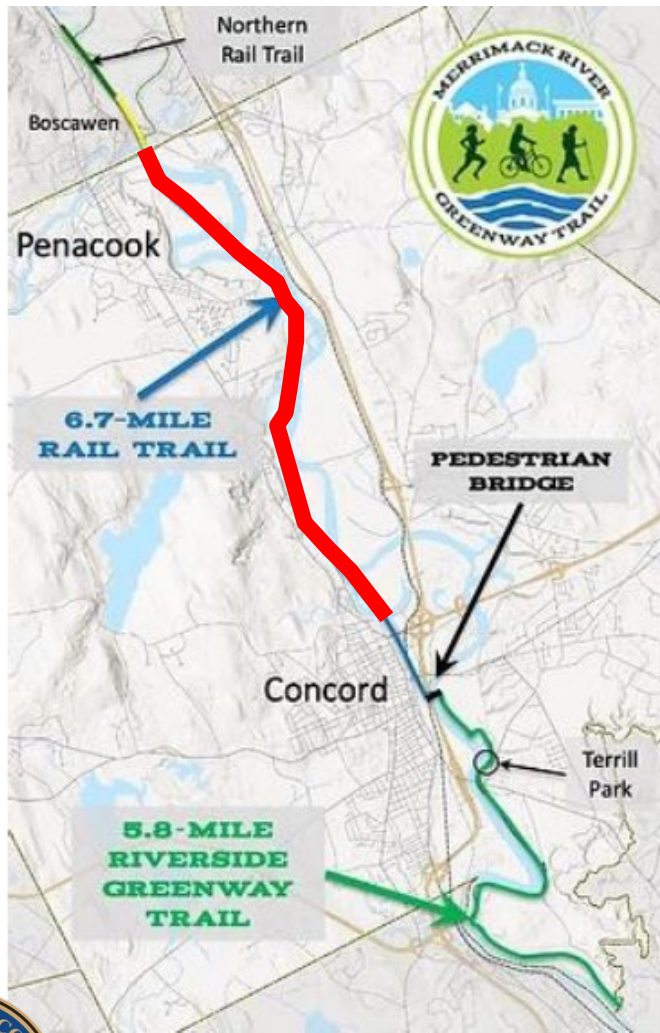 Northern
Rail Trail
MERRIMACK RIVER
GREENWAY TRAIL
Boscawen
Penacook
6.7-MILE
RAIL TRAIL
PEDESTRIAN
BRIDGE
Concord
Terrill
Park
5.8-MILE
RIVERSIDE
GREENWAY
TRAIL